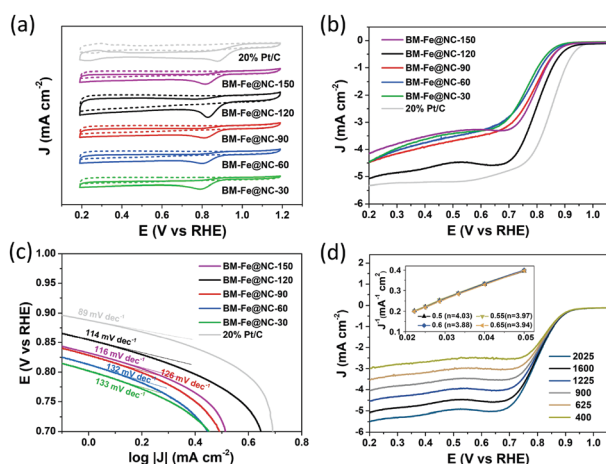 (a)
20% Pt/C
BM-Fe@NC-150
BM-Fe@NC-120
BM-Fe@NC-90
BM-Fe@NC-60
BM-Fe@NC-30
J (mA cm-2)
0.2 0.4 0.6 0.8 1.0 1.2
E (V vs RHE)
(b)
BM-Fe@NC-150
BM-Fe@NC-120
BM-Fe@NC-90
BM-Fe@NC-60
BM-Fe@NC-30
20% Pt/C
J (mA cm-2)
0
-1
-2
-3
-4
-5
-6
0.2 0.3 0.4 0.5 0.6 0.7 0.8 0.9 1.0
E (V vs RHE)
(c)
BM-Fe@NC-150
BM-Fe@NC-120
BM-Fe@NC-90
BM-Fe@NC-60
BM-Fe@NC-30
20% Pt/C
89 mV dec-1
114 mV dec-1
116 mV dec-1
126 mV dec-1
132 mV dec-1
133 mV dec-1
E (V vs RHE)
1.00
0.95
0.90
0.85
0.80
0.75
0.70
0.0 0.2 0.4 0.6 0.8
log |J| (mA cm-2)
(d)
J-1(mA-1 cm2)
0.4
0.3
0.2
0.5 (n=4.03) 0.55(n=3.97)
0.6 (n=3.88) 0.65(n=3.94)
0.02 0.03 0.04 0.05
2025
1600
1225
900
625
400
J (mA cm-2)
0
-1
-2
-3
-4
-5
-6
0.2 0.3 0.4 0.5 0.6 0.7 0.8 0.9 1.0
E (V vs RHE)